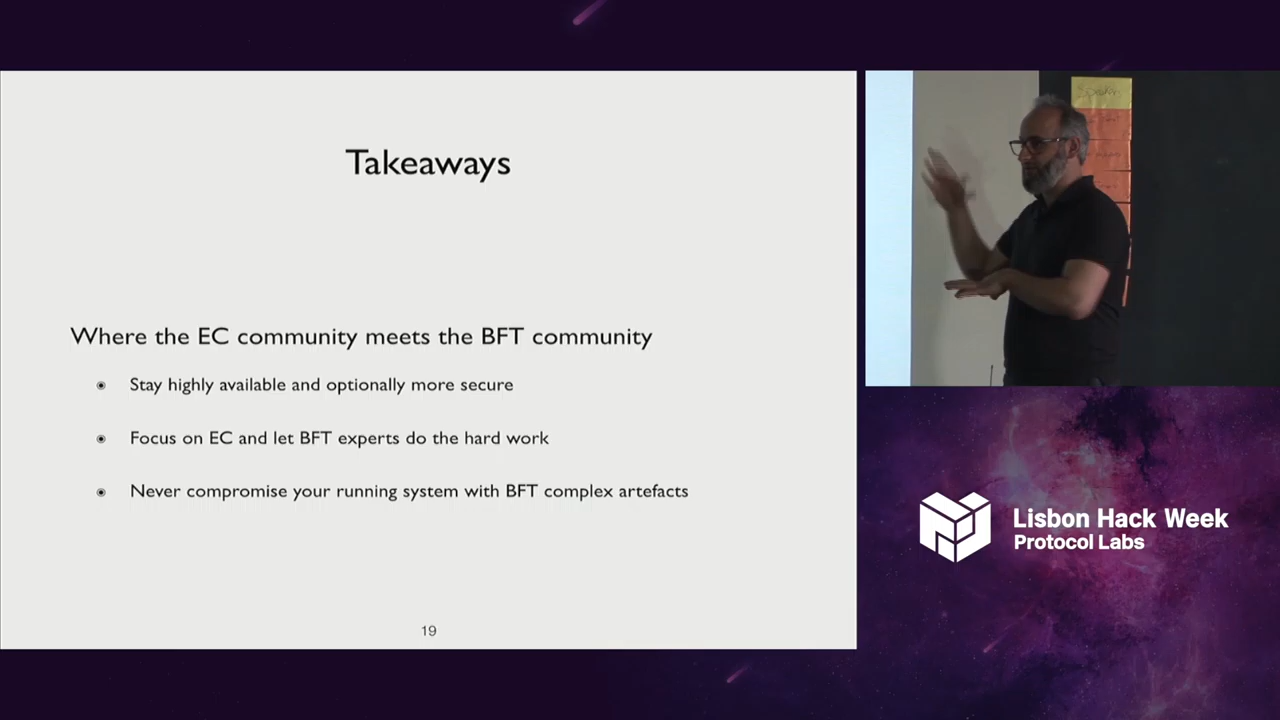 Takeaways
Where the EC community meets the BFT community
Stay highly available and optionally more secure
Focus on EC and let BFT experts do the hard work
Never compromise your running system with BFT complex artefacts
19
Lisbon Hack Week
Protocol Labs